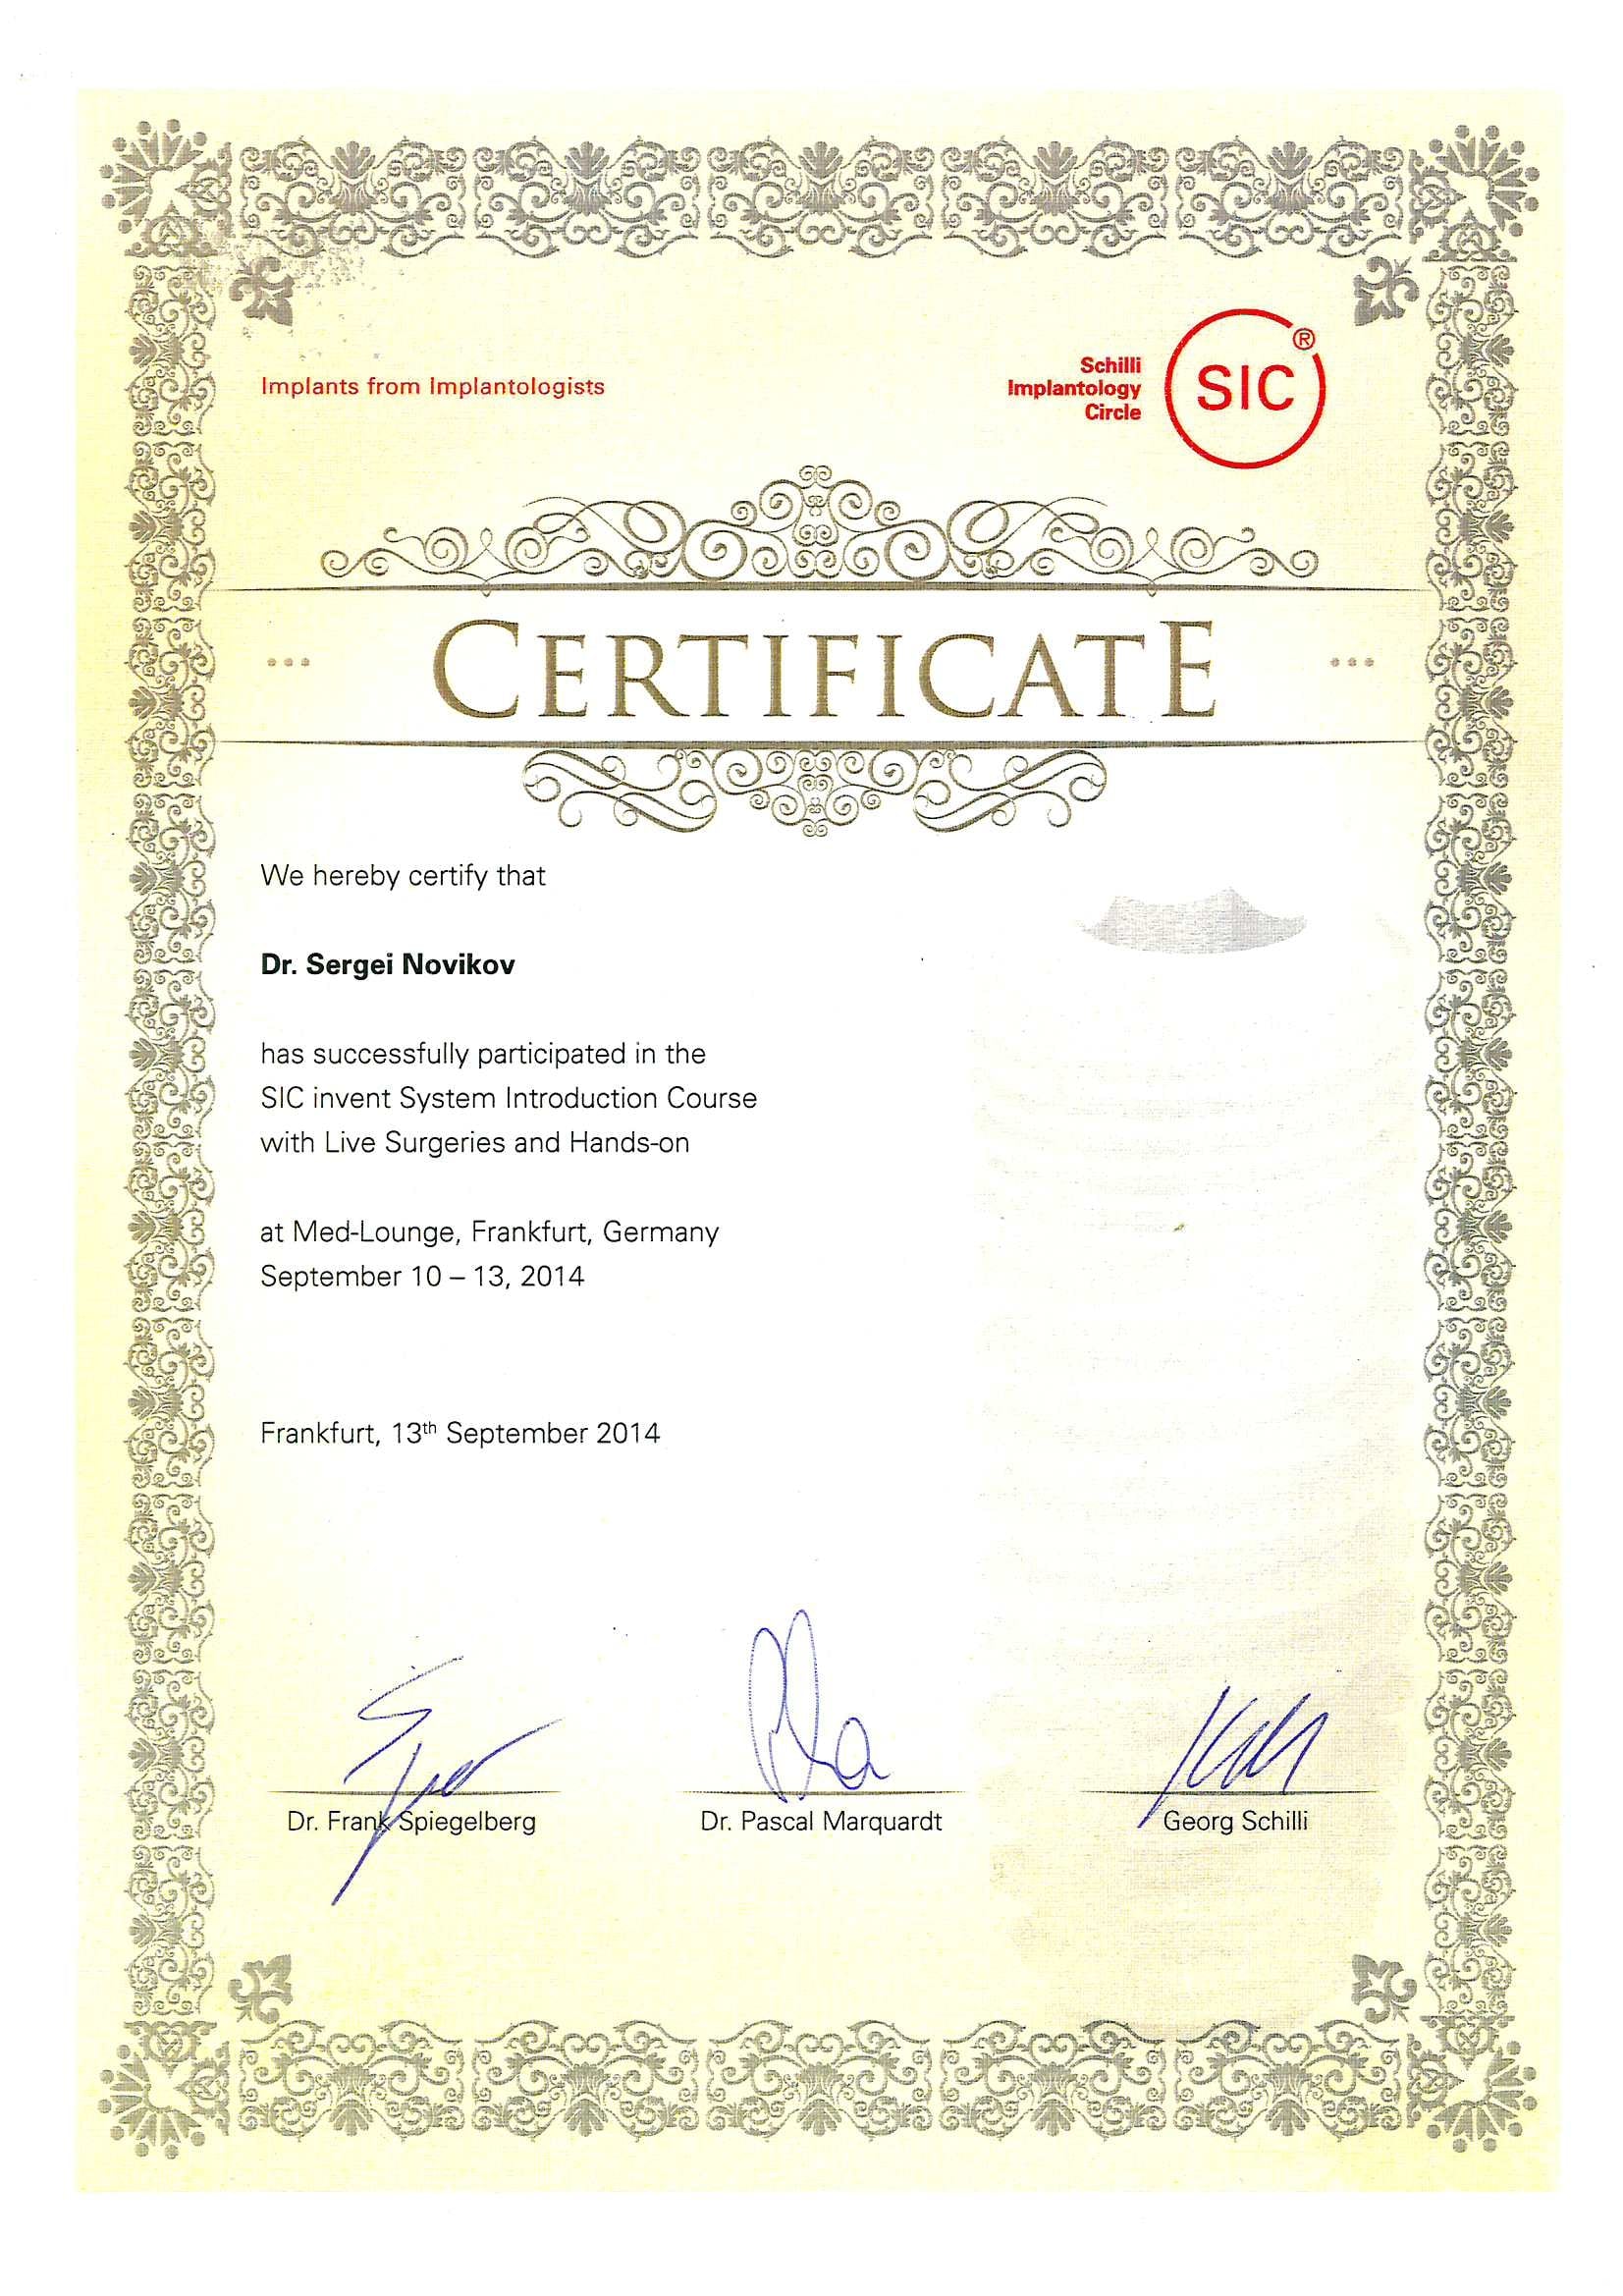 Implants from Implantologists
Schilli
Implantology
Circle
SIC®
CERTIFICATE
We hereby certify that
Dr. Sergei Novikov
has successfully participated in the
SIC invent System Introduction Course
with Live Surgeries and Hands-on
at Med-Lounge, Frankfurt, Germany
September 10 – 13, 2014
Frankfurt, 13th September 2014
Dr. Frank Spiegelberg
Dr. Pascal Marquardt
Georg Schilli